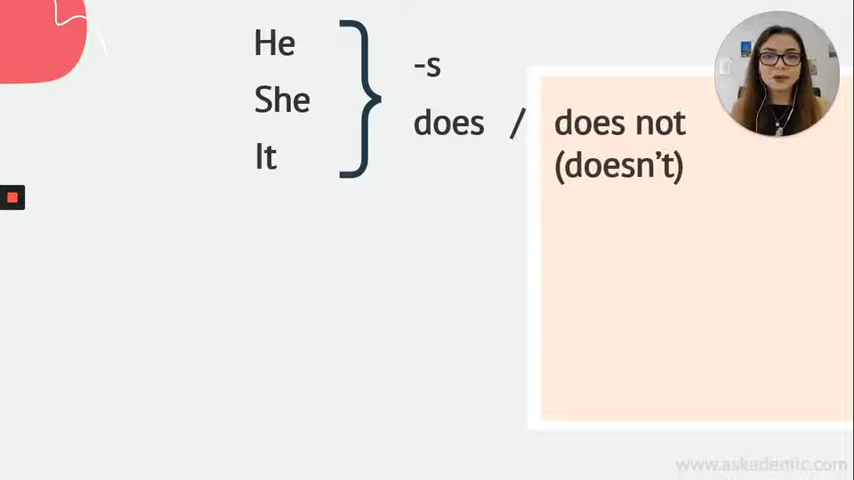 He
She
It
-s
does / does not
(doesn't)
www.askademic.com